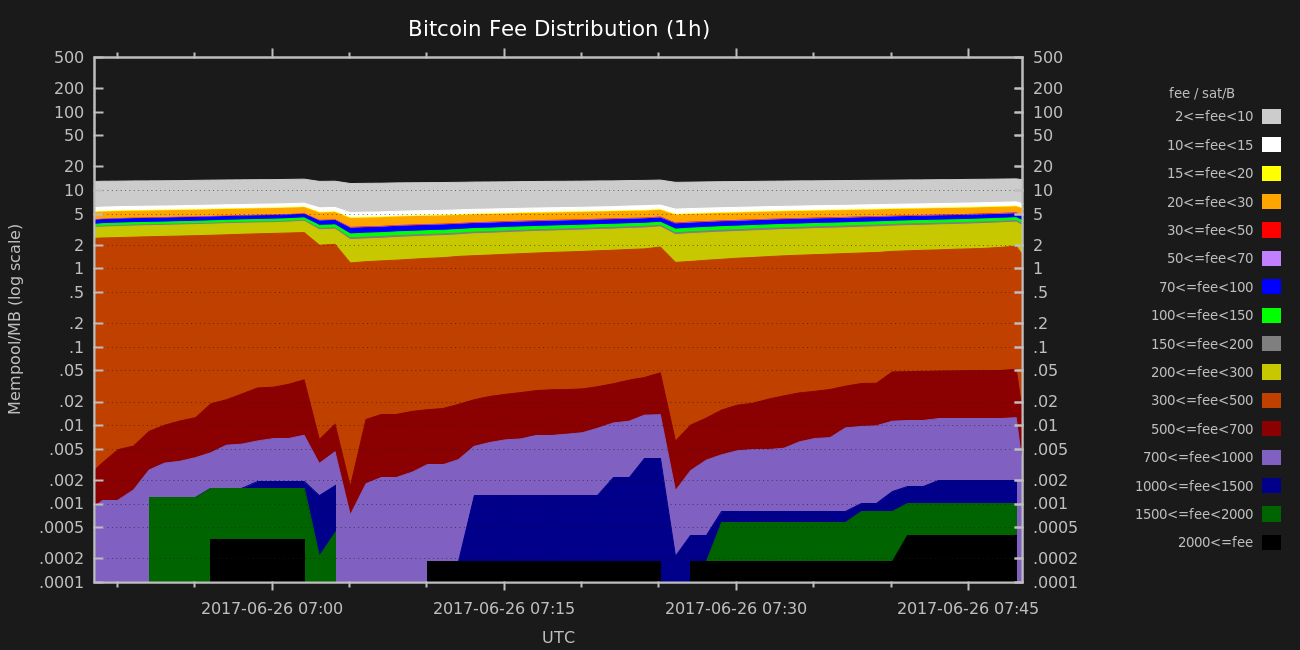 Bitcoin Fee Distribution (1h)
Mempool/MB (log scale)
500
200
100
50
20
10
5
2
1
.5
.2
.1
.05
.02
.01
.005
.002
.001
.0005
.0002
.0001
500
200
100
50
20
10
5
2
1
.5
.2
.1
.05
.02
.01
.005
.002
.001
.0005
.0002
.0001
2017-06-26 07:00 2017-06-26 07:15 2017-06-26 07:30 2017-06-26 07:45
UTC
fee / sat/B
2<=fee<10
10<=fee<15
15<=fee<20
20<=fee<30
30<=fee<50
50<=fee<70
70<=fee<100
100<=fee<150
150<=fee<200
200<=fee<300
300<=fee<500
500<=fee<700
700<=fee<1000
1000<=fee<1500
1500<=fee<2000
2000<=fee